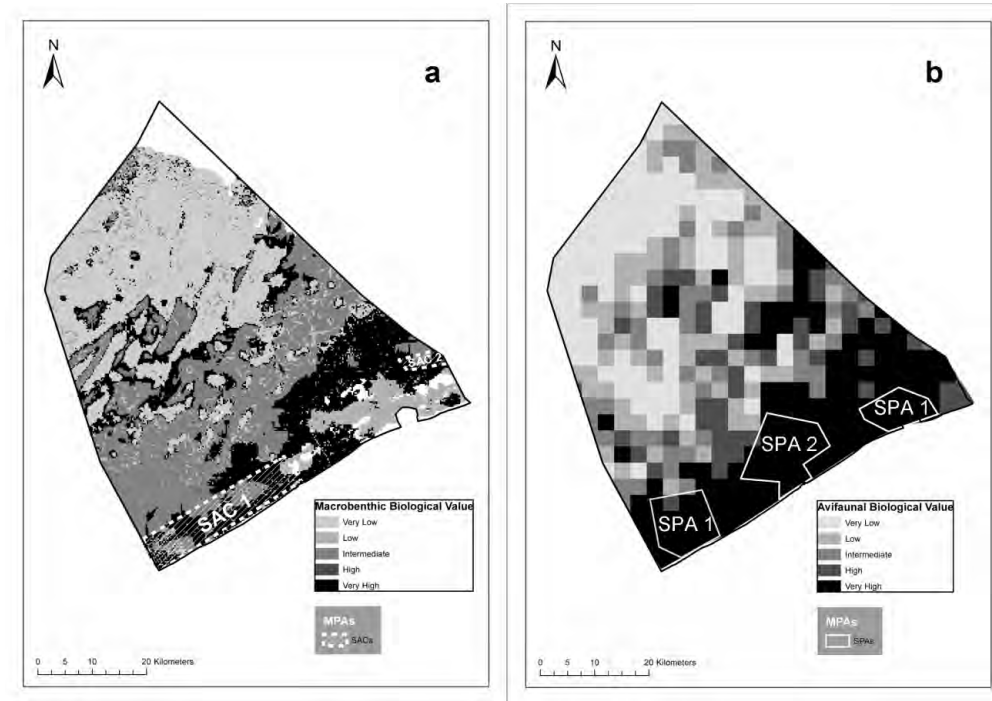 N
a
SAC 2
SAC 1
Macrobenthic Biological Value
Very Low
Low
Intermediate
High
Very High
MPAs
SACs
0 5 10 20 Kilometers
N
b
SPA 1
SPA 2
SPA 1
Avifaunal Biological Value
Very Low
Low
Intermediate
High
Very High
MPAs
SPAs
0 5 10 20 Kilometers